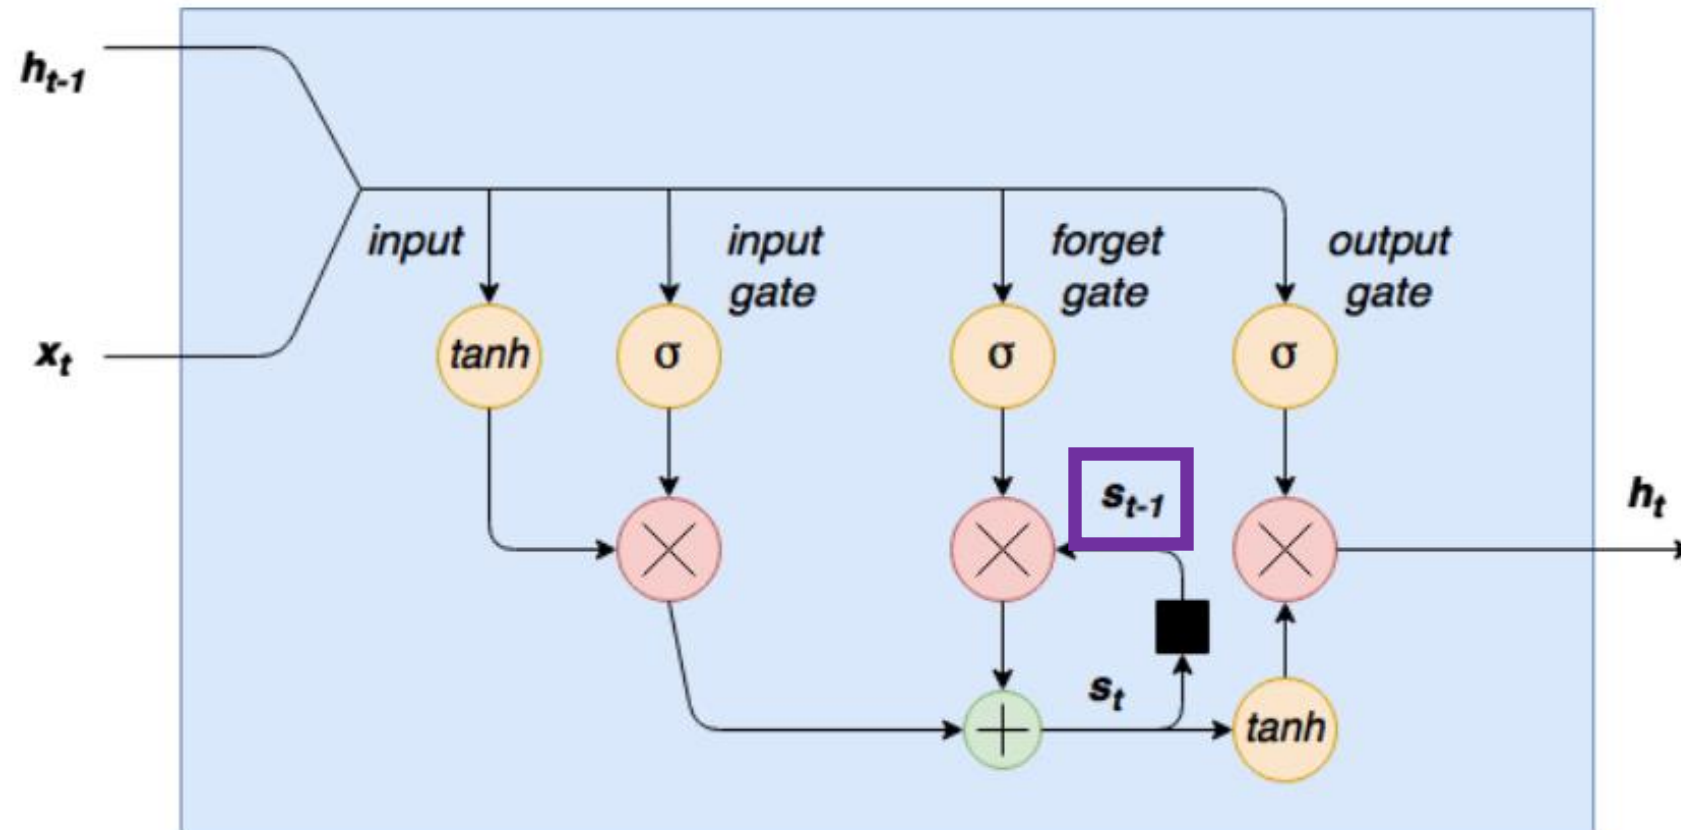 h_{t-1}
x_t
input
input
gate
forget
gate
output
gate
tanh
σ
σ
σ
s_{t-1}
h_t
s_t
tanh